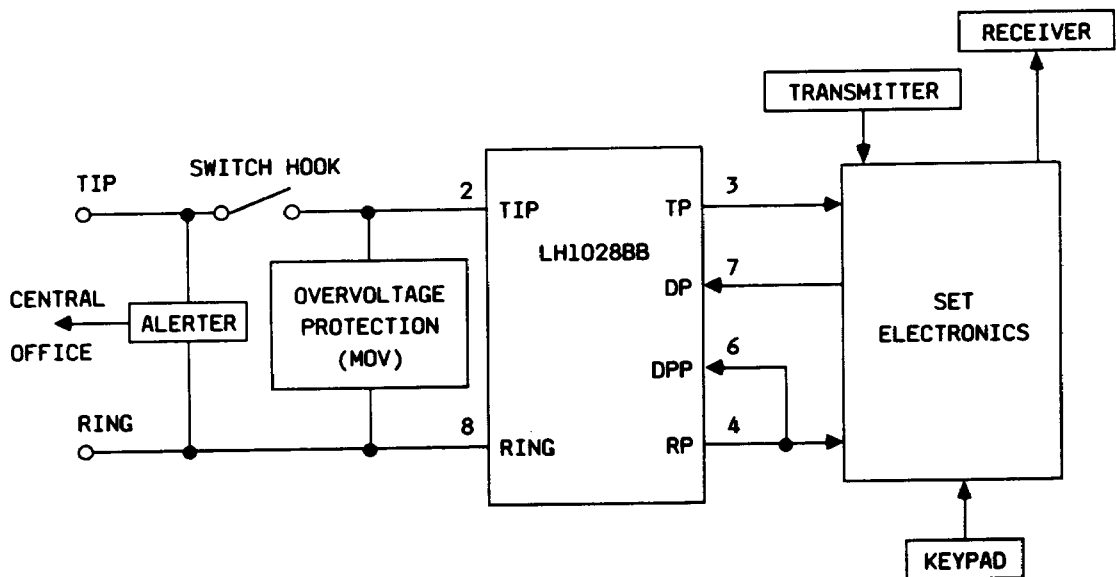 RECEIVER
TRANSMITTER
SWITCH HOOK
TIP
2
TIP
LH1028BB
TP
3
DP
7
DPP
6
RP
4
SET
ELECTRONICS
OVERVOLTAGE
PROTECTION
(MOV)
CENTRAL
OFFICE
ALERTER
RING
8
RING
KEYPAD